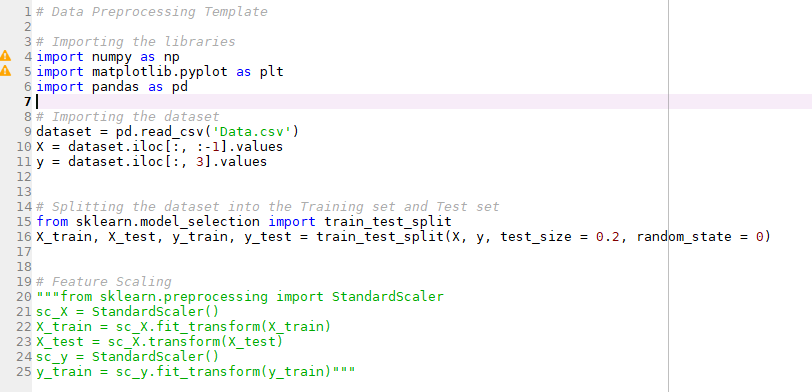 1 # Data Preprocessing Template
2
3 # Importing the libraries
4 import numpy as np
5 import matplotlib.pyplot as plt
6 import pandas as pd
7
8 # Importing the dataset
9 dataset = pd.read_csv('Data.csv')
10 X = dataset.iloc[:, :-1].values
11 y = dataset.iloc[:, 3].values
12
13
14 # Splitting the dataset into the Training set and Test set
15 from sklearn.model_selection import train_test_split
16 X_train, X_test, y_train, y_test = train_test_split(X, y, test_size = 0.2, random_state = 0)
17
18
19 # Feature Scaling
20 """from sklearn.preprocessing import StandardScaler
21 sc_X = StandardScaler()
22 X_train = sc_X.fit_transform(X_train)
23 X_test = sc_X.transform(X_test)
24 sc_y = StandardScaler()
25 y_train = sc_y.fit_transform(y_train)"""